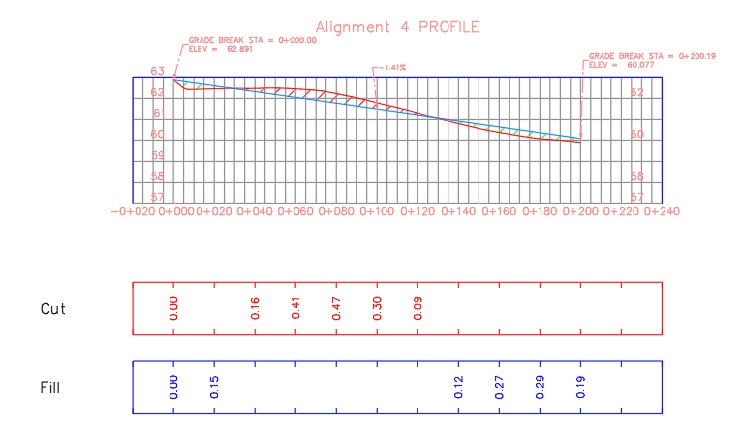 Alignment 4 PROFILE
GRADE BREAK STA = 0+000.00
ELEV = 62.891
GRADE BREAK STA = 0+200.19
ELEV = 60.077
-1.41%
63
62 62
61
60 60
59
58 58
57 57
-0+020 0+000 0+020 0+040 0+060 0+080 0+100 0+120 0+140 0+160 0+180 0+200 0+220 0+240
Cut 0.00 0.16 0.41 0.47 0.30 0.09
Fill 0.00 0.15 0.12 0.27 0.29 0.19